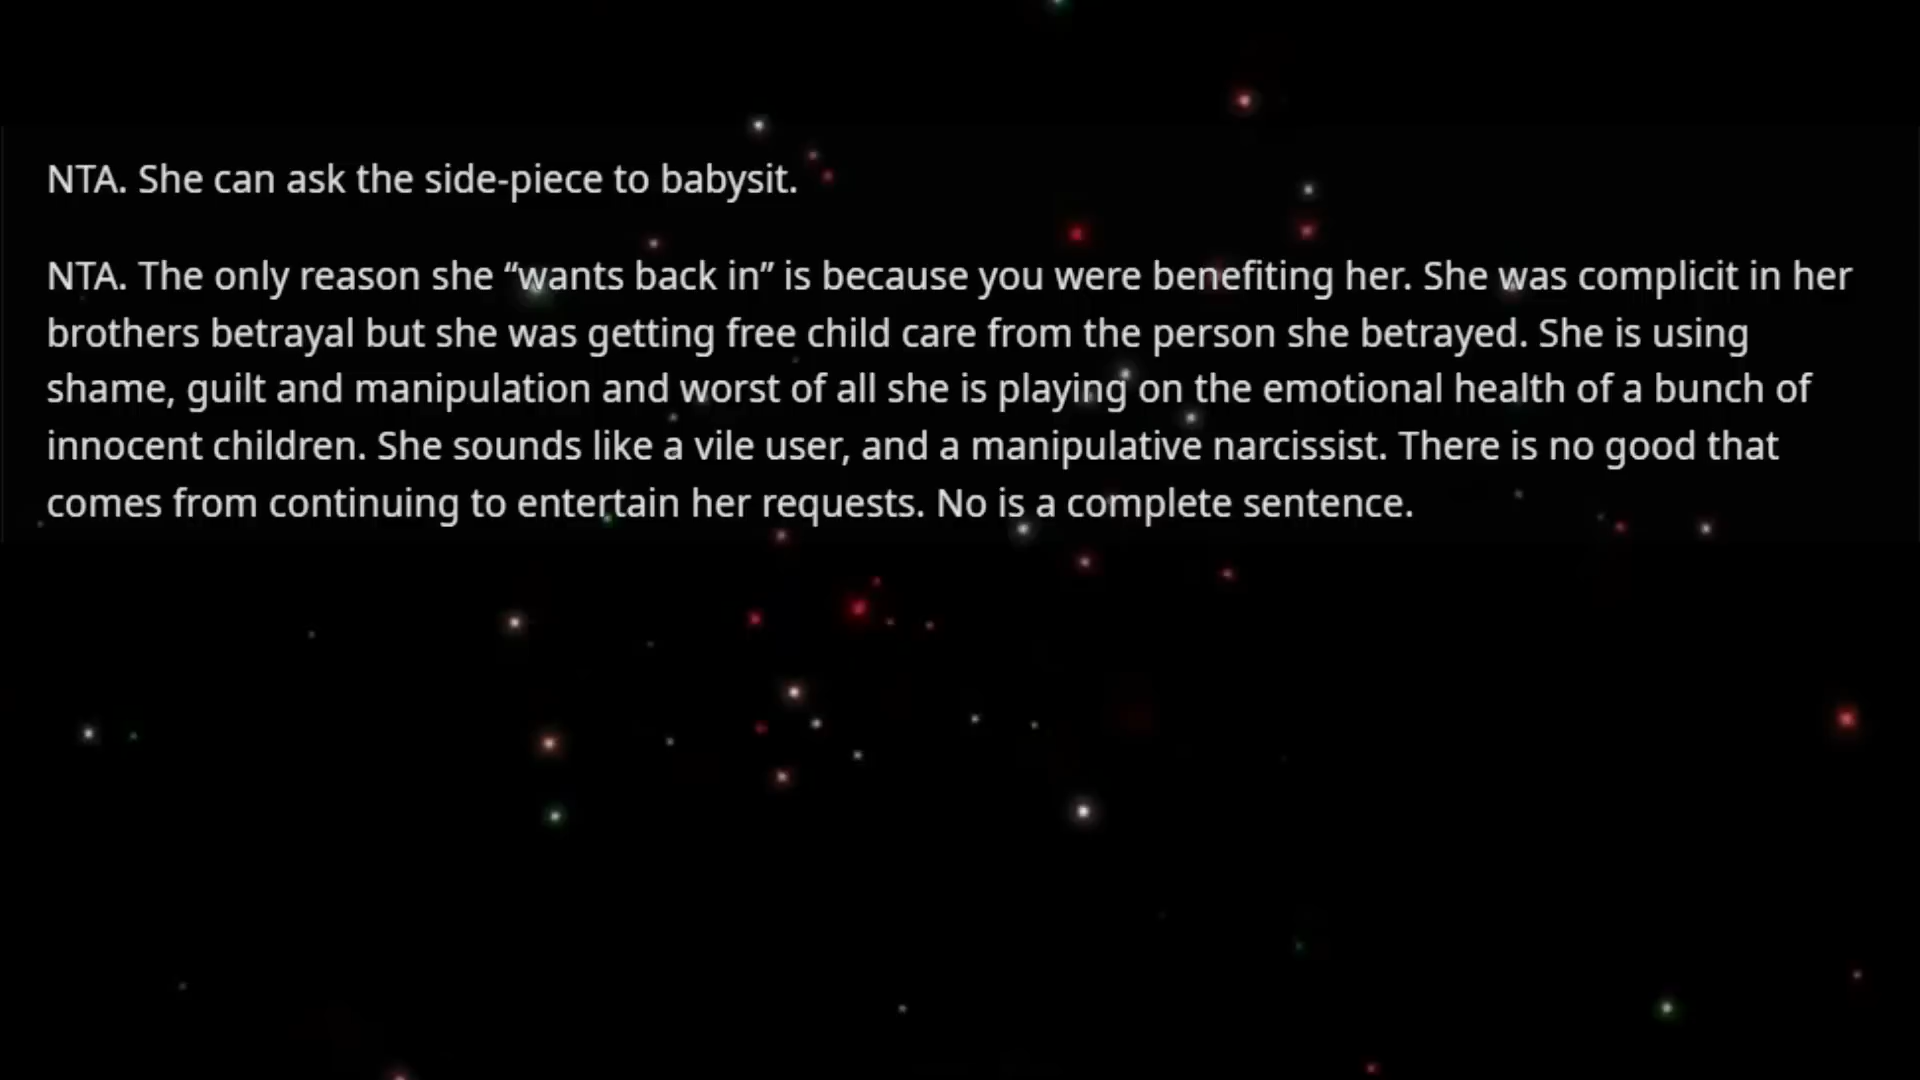 NTA. She can ask the side-piece to babysit.
NTA. The only reason she “wants back in” is because you were benefiting her. She was complicit in her
brothers betrayal but she was getting free child care from the person she betrayed. She is using
shame, guilt and manipulation and worst of all she is playing on the emotional health of a bunch of
innocent children. She sounds like a vile user, and a manipulative narcissist. There is no good that
comes from continuing to entertain her requests. No is a complete sentence.